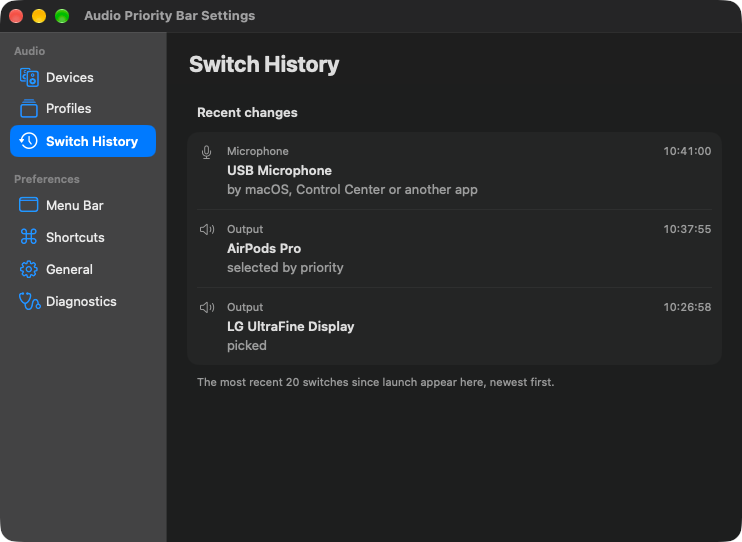 Audio Priority Bar Settings
Audio
Devices
Profiles
Switch History
Preferences
Menu Bar
Shortcuts
General
Diagnostics
Switch History
Recent changes
Microphone 10:41:00
USB Microphone
by macOS, Control Center or another app
Output 10:37:55
AirPods Pro
selected by priority
Output 10:26:58
LG UltraFine Display
picked
The most recent 20 switches since launch appear here, newest first.